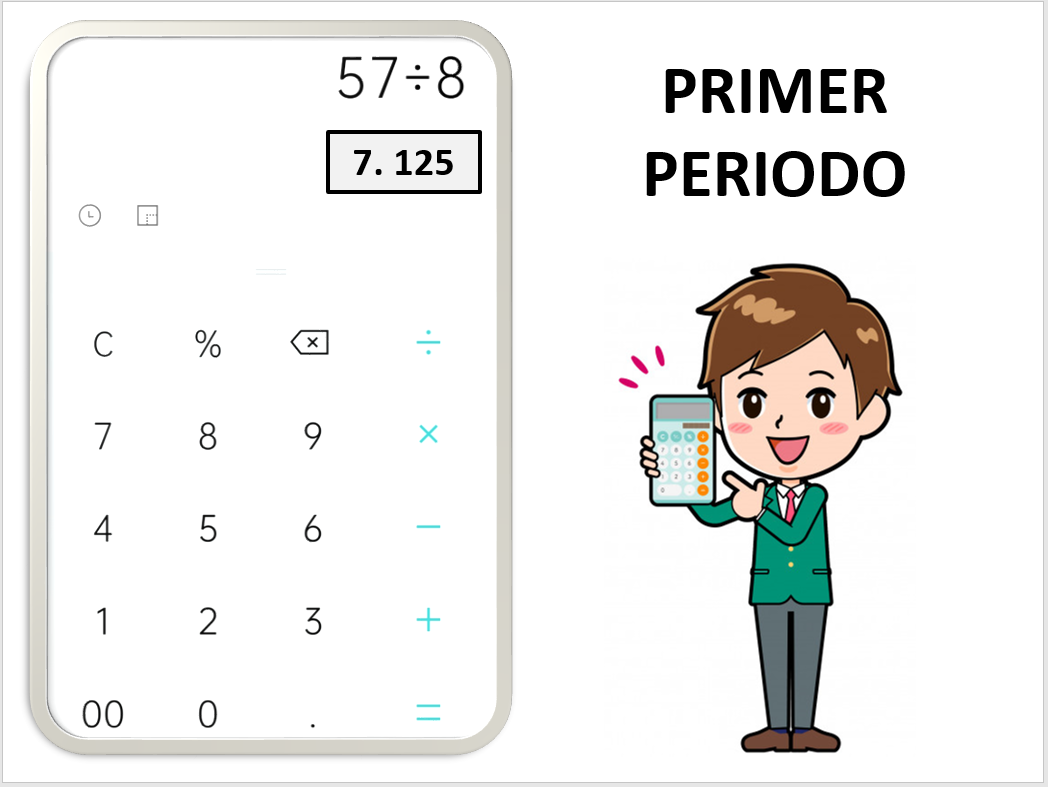 57÷8
7. 125
PRIMER
PERIODO
C % ÷
7 8 9 ×
4 5 6 −
1 2 3 +
00 0 . =